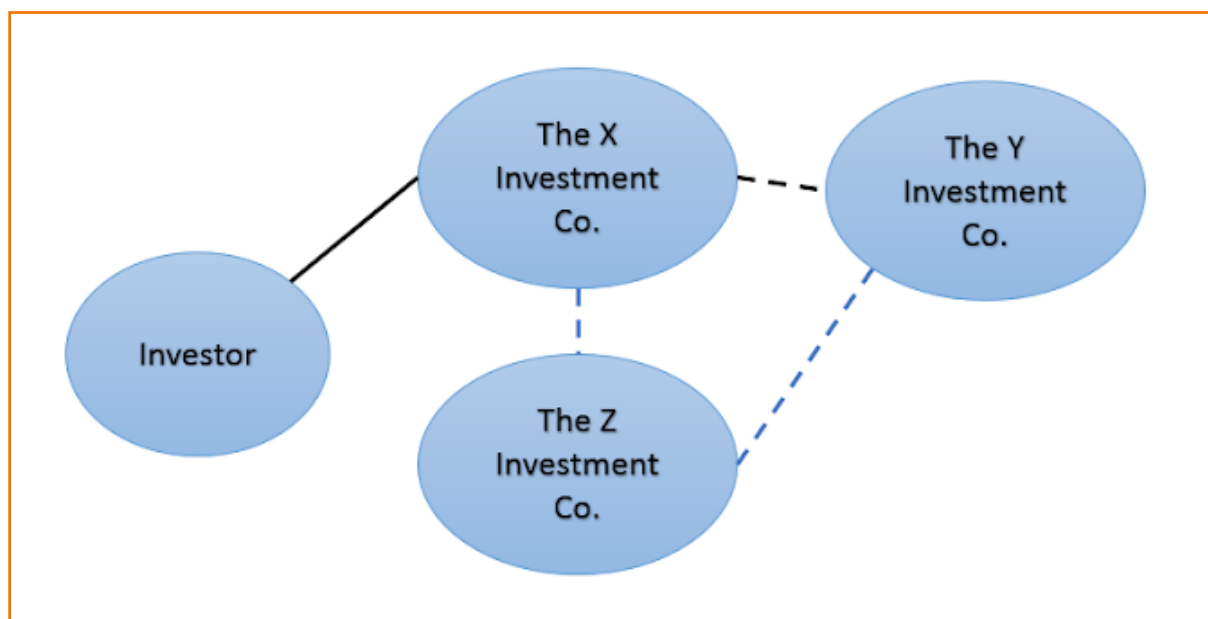 The X
Investment
Co.
The Y
Investment
Co.
Investor
The Z
Investment
Co.